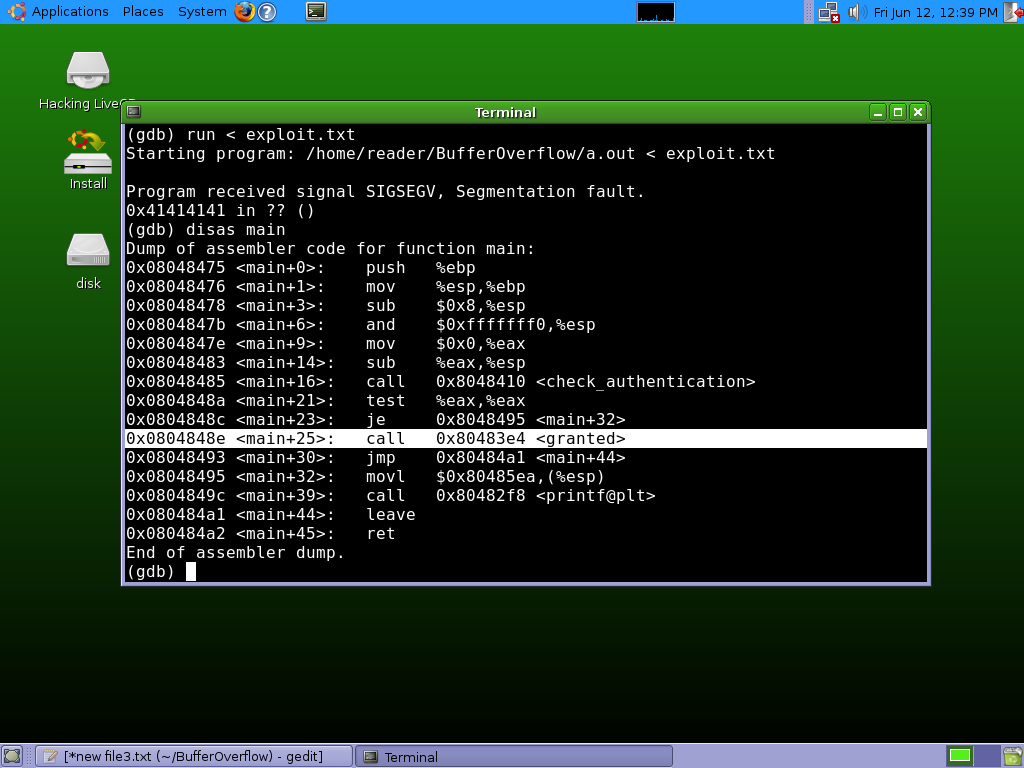 Applications Places System Fri Jun 12, 12:39 PM
Hacking Live
Install
disk
Terminal
(gdb) run < exploit.txt
Starting program: /home/reader/BufferOverflow/a.out < exploit.txt
Program received signal SIGSEGV, Segmentation fault.
0x41414141 in ?? ()
(gdb) disas main
Dump of assembler code for function main:
0x08048475 <main+0>: push %ebp
0x08048476 <main+1>: mov %esp,%ebp
0x08048478 <main+3>: sub $0x8,%esp
0x0804847b <main+6>: and $0xfffffff0,%esp
0x0804847e <main+9>: mov $0x0,%eax
0x08048483 <main+14>: sub %eax,%esp
0x08048485 <main+16>: call 0x8048410 <check_authentication>
0x0804848a <main+21>: test %eax,%eax
0x0804848c <main+23>: je 0x8048495 <main+32>
0x0804848e <main+25>: call 0x80483e4 <granted>
0x08048493 <main+30>: jmp 0x80484a1 <main+44>
0x08048495 <main+32>: movl $0x80485ea,(%esp)
0x0804849c <main+39>: call 0x80482f8 <printf@plt>
0x080484a1 <main+44>: leave
0x080484a2 <main+45>: ret
End of assembler dump.
(gdb)
[*new file3.txt (~/BufferOverflow) - gedit] Terminal